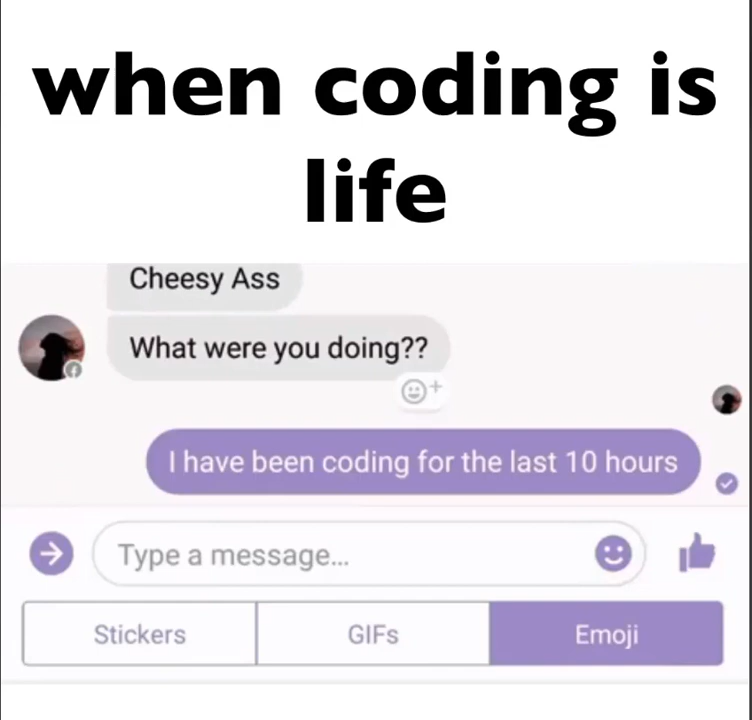 when coding is
life
Cheesy Ass
What were you doing??
I have been coding for the last 10 hours
Type a message...
Stickers GIFs Emoji